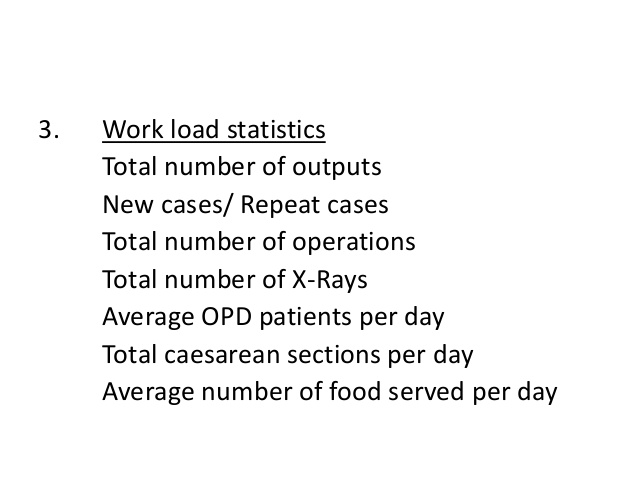 3. Work load statistics
Total number of outputs
New cases/ Repeat cases
Total number of operations
Total number of X-Rays
Average OPD patients per day
Total caesarean sections per day
Average number of food served per day